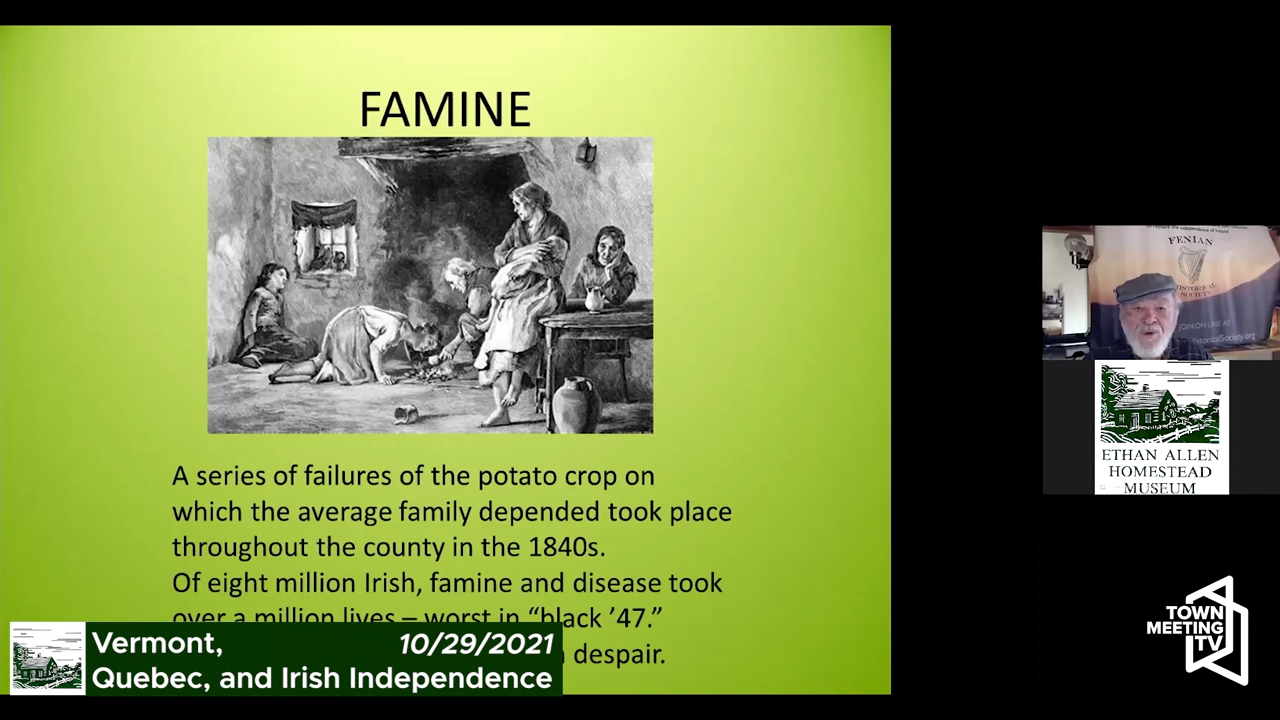 FAMINE
A series of failures of the potato crop on
which the average family depended took place
throughout the county in the 1840s.
Of eight million Irish, famine and disease took
over a million lives – worst in “black ’47.”
despair.
Vermont, 10/29/2021
Quebec, and Irish Independence
FENIAN
HISTORICAL
SOCIETY
JOIN ON LINE AT
HistoricalSociety.org
ETHAN ALLEN
HOMESTEAD
MUSEUM
TOWN
MEETING
TV